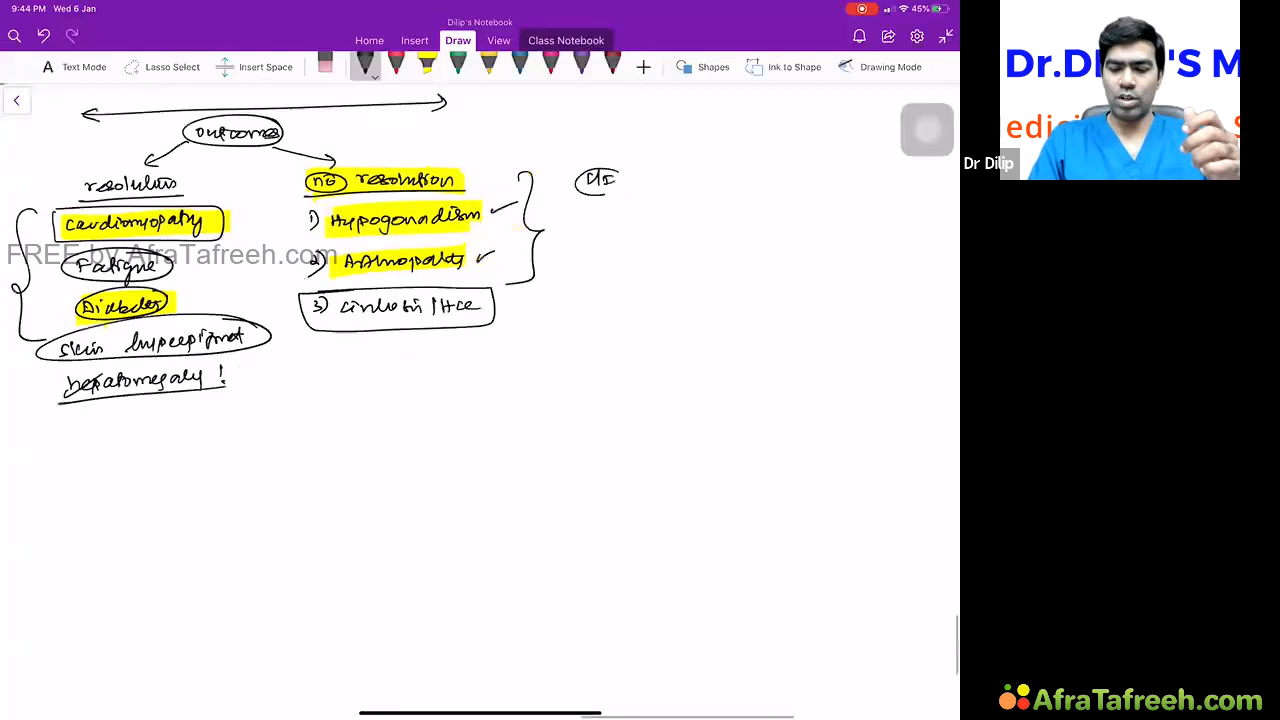 9:44 PM Wed 6 Jan
45%
Dilip's Notebook
Home Insert Draw View Class Notebook
Text Mode Lasso Select Insert Space Shapes Ink to Shape Drawing Mode
outcome
resolution
no resolution
Cardiomyopathy
Fatigue
Diabetes
skin hyperpigment
hepatomegaly !
1) Hypogonadism
2) Arthropathy
3) Cirrhosis / HCC
FREE by AfraTafreeh.com
Dr.DI 'S M
edici S
Dr Dilip
AfraTafreeh.com